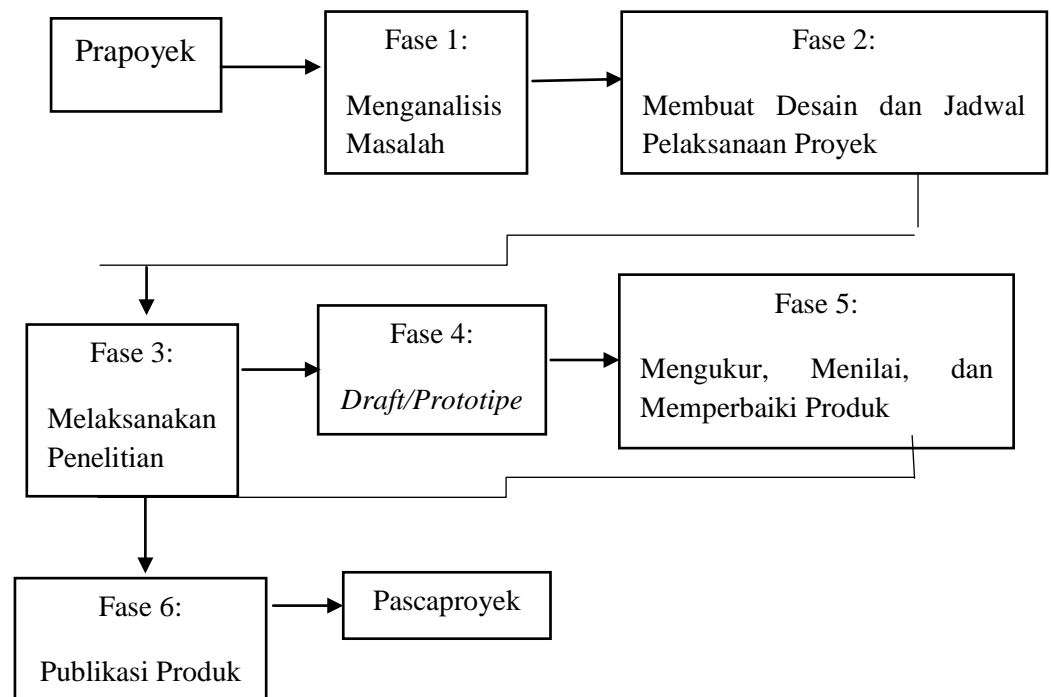 Prapoyek
Fase 1:
Menganalisis
Masalah
Fase 2:
Membuat Desain dan Jadwal
Pelaksanaan Proyek
Fase 3:
Melaksanakan
Penelitian
Fase 4:
Draft/Prototipe
Fase 5:
Mengukur, Menilai, dan
Memperbaiki Produk
Fase 6:
Publikasi Produk
Pascaproyek